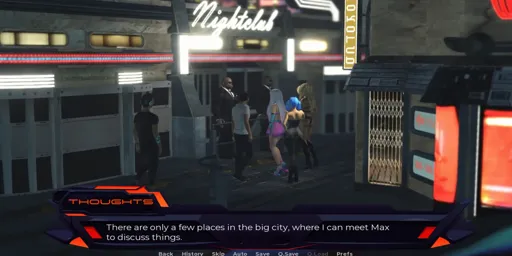 Nightclub
THOUGHTS
There are only a few places in the big city, where I can meet Max
to discuss things.
Back History Skip Auto Save Q.Save Q.Load Prefs